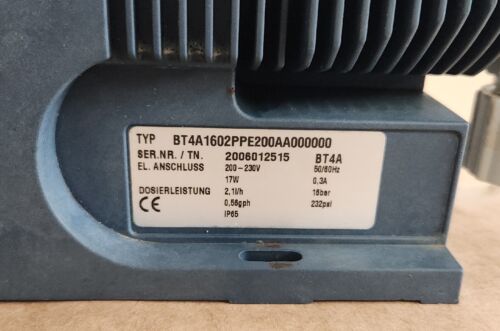 TYP BT4A1602PPE200AA000000
SER.NR. / TN. 2006012515 BT4A
EL. ANSCHLUSS 200-230V 50/60Hz
17W 0,3A
DOSIERLEISTUNG 2,1l/h 16bar
CE 0,56gph 232psi
IP65